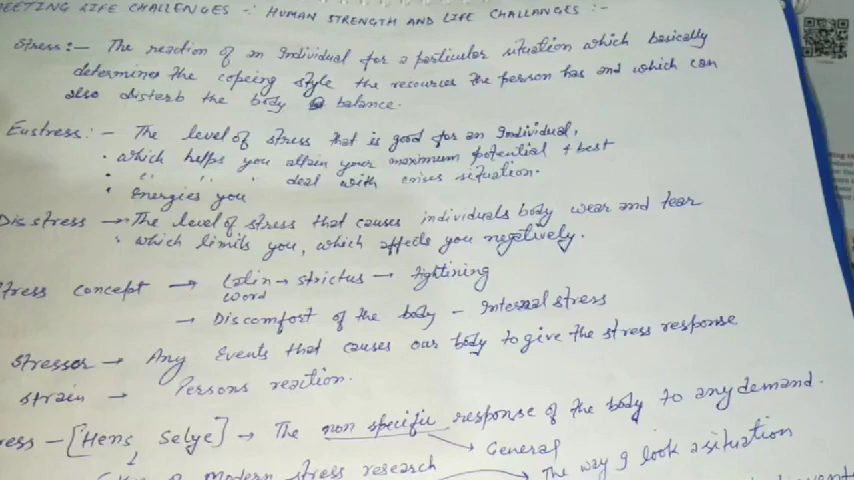 MEETING LIFE CHALLENGES -: HUMAN STRENGTH AND LIFE CHALLANGES :-
Stress :- The reaction of an Individual for a particular situation which basically
determines the copeing style the resources the person has and which can
also disturb the body balance.
Eustress :- The level of stress that is good for an Individual,
• which helps you attain your maximum potential + best
• " " " deal with crises situation.
• Energies you
Disstress → The level of stress that causes individuals body wear and tear
• which limits you, which affects you negatively.
stress concept → Latin → strictus → tightining
word
→ Discomfort of the body - Internal stress
stressor → Any Events that causes our body to give the stress response
strain → Persons reaction.
ress - [Hens Selye] → The non specific response of the body to any demand.
→ General
of modern stress research
→ The way I look a situation